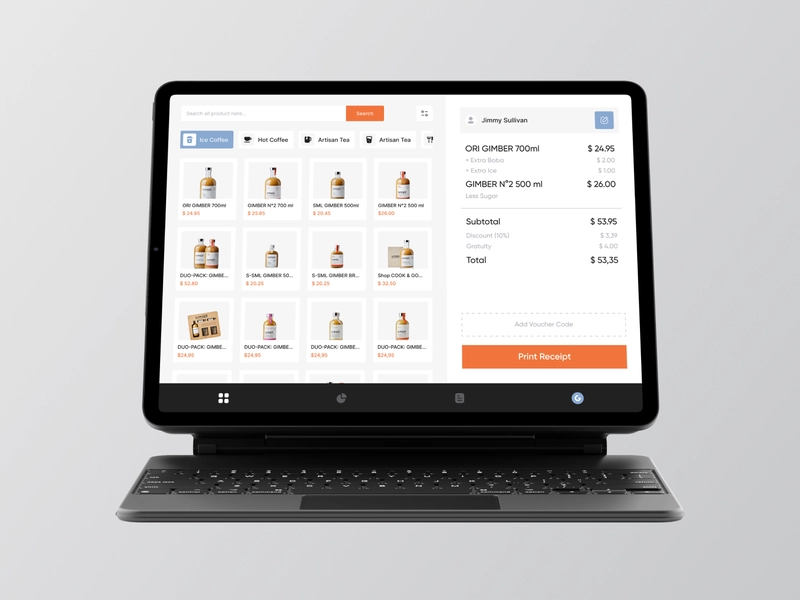 Search all product here...
Search
Ice Coffee
Hot Coffee
Artisan Tea
Artisan Tea
ORI GIMBER 700ml
$ 24.95
GIMBER N°2 700 ml
$ 25.85
SML GIMBER 500ml
$ 20.45
GIMBER N°2 500 ml
$26.00
DUO-PACK: GIMBE...
$ 52.80
S-SML GIMBER 50...
$ 20.25
S-SML GIMBER BR...
$ 20.25
Shop COOK & GO...
$ 32.50
DUO-PACK: GIMBE...
$24,95
DUO-PACK: GIMBE...
$24,95
DUO-PACK: GIMBE...
$24,95
DUO-PACK: GIMBE...
$24,95
Jimmy Sullivan
ORI GIMBER 700ml $ 24.95
+ Extra Boba $ 2.00
+ Extra Ice $ 1.00
GIMBER N°2 500 ml $ 26.00
Less Sugar
Subtotal $ 53.95
Discount (10%) $ 3,39
Gratuity $ 4.00
Total $ 53,35
Add Voucher Code
Print Receipt